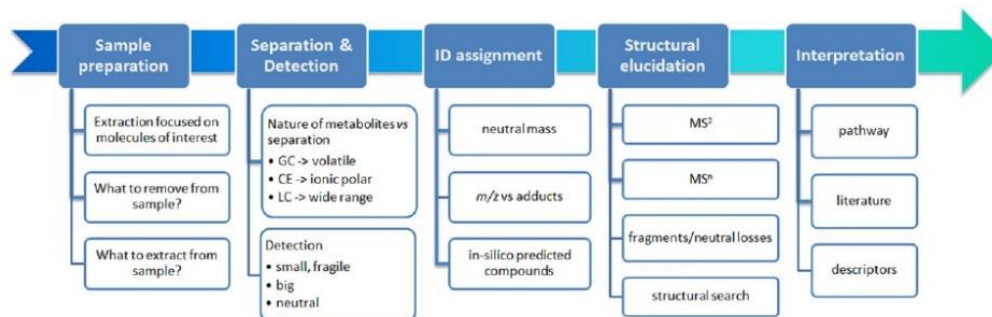 Sample
preparation
Extraction focused on
molecules of interest
What to remove from
sample?
What to extract from
sample?
Separation &
Detection
Nature of metabolites vs
separation
• GC -> volatile
• CE -> ionic polar
• LC -> wide range
Detection
• small, fragile
• big
• neutral
ID assignment
neutral mass
m/z vs adducts
in-silico predicted
compounds
Structural
elucidation
MS²
MSⁿ
fragments/neutral losses
structural search
Interpretation
pathway
literature
descriptors